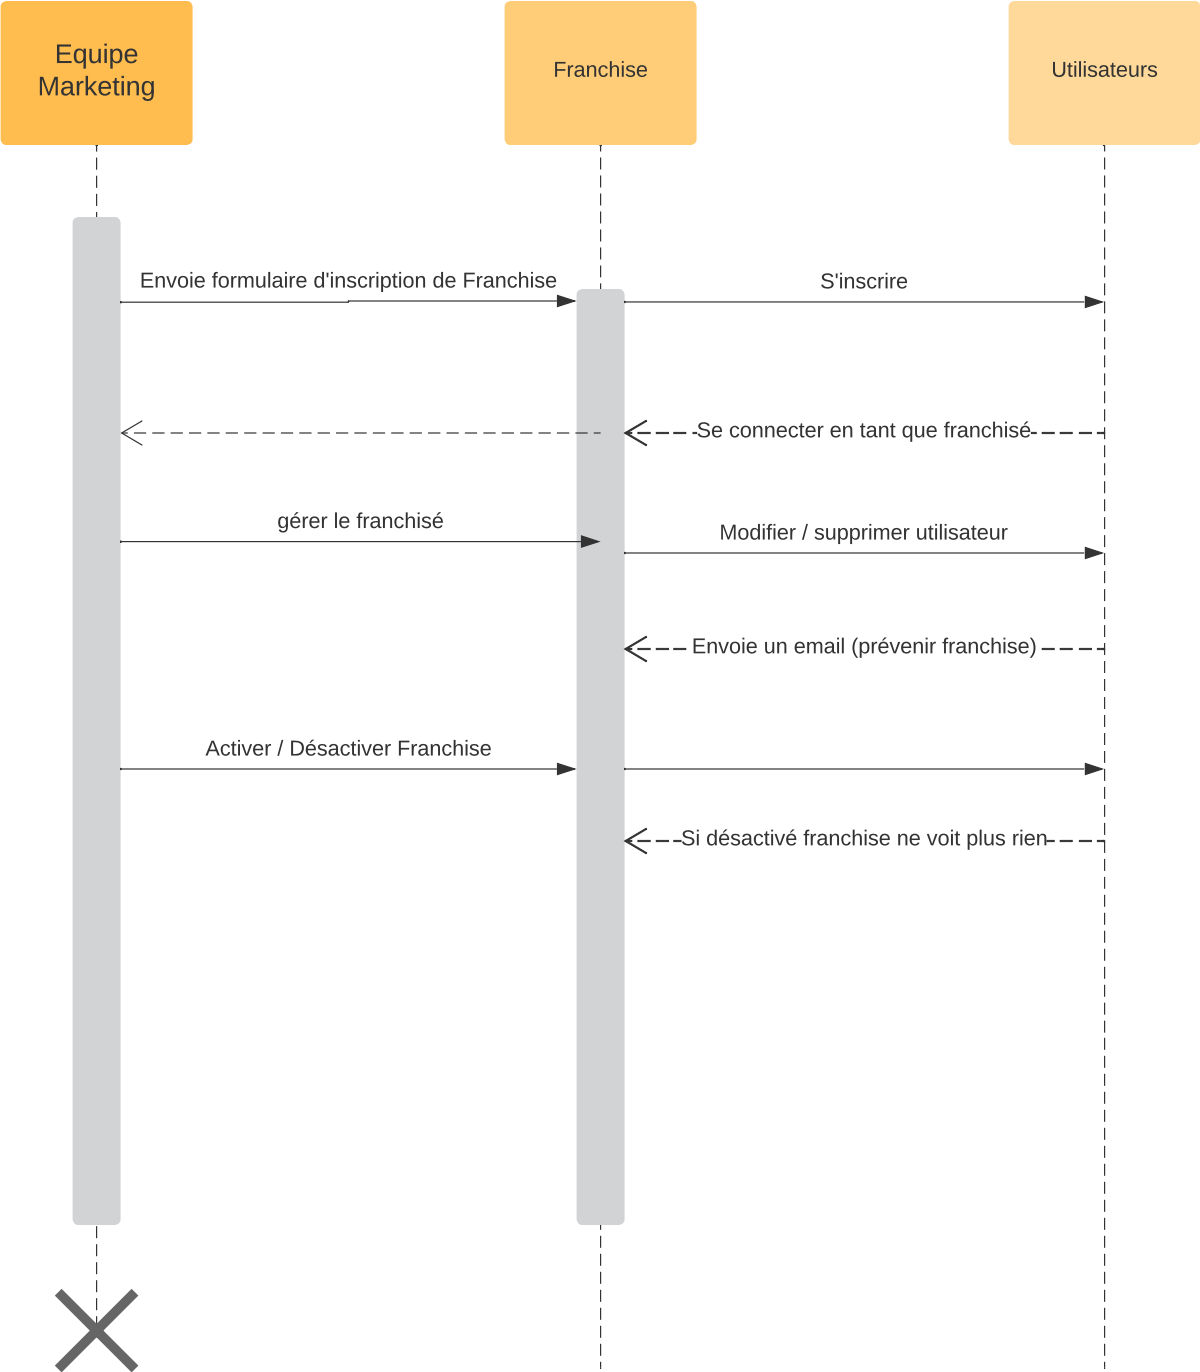 Equipe
Marketing
Franchise
Utilisateurs
Envoie formulaire d'inscription de Franchise
S'inscrire
Se connecter en tant que franchisé
gérer le franchisé
Modifier / supprimer utilisateur
Envoie un email (prévenir franchise)
Activer / Désactiver Franchise
Si désactivé franchise ne voit plus rien